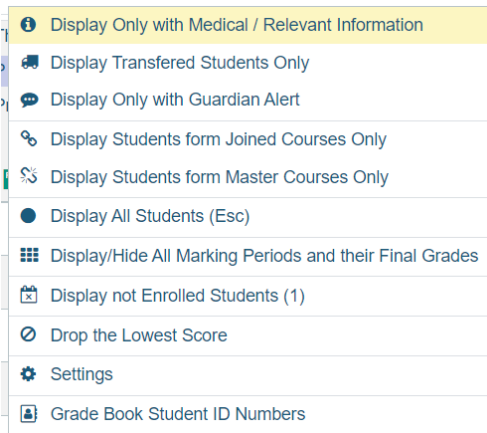 Display Only with Medical / Relevant Information
Display Transfered Students Only
Display Only with Guardian Alert
Display Students form Joined Courses Only
Display Students form Master Courses Only
Display All Students (Esc)
Display/Hide All Marking Periods and their Final Grades
Display not Enrolled Students (1)
Drop the Lowest Score
Settings
Grade Book Student ID Numbers